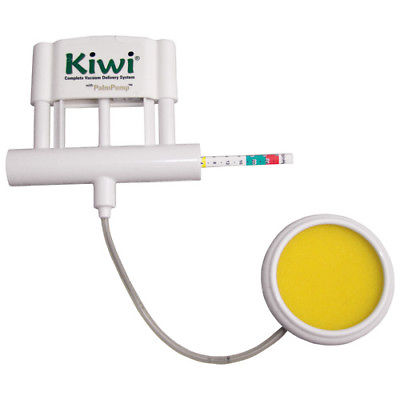 Kiwi®
Complete Vacuum Delivery System
with PalmPump™